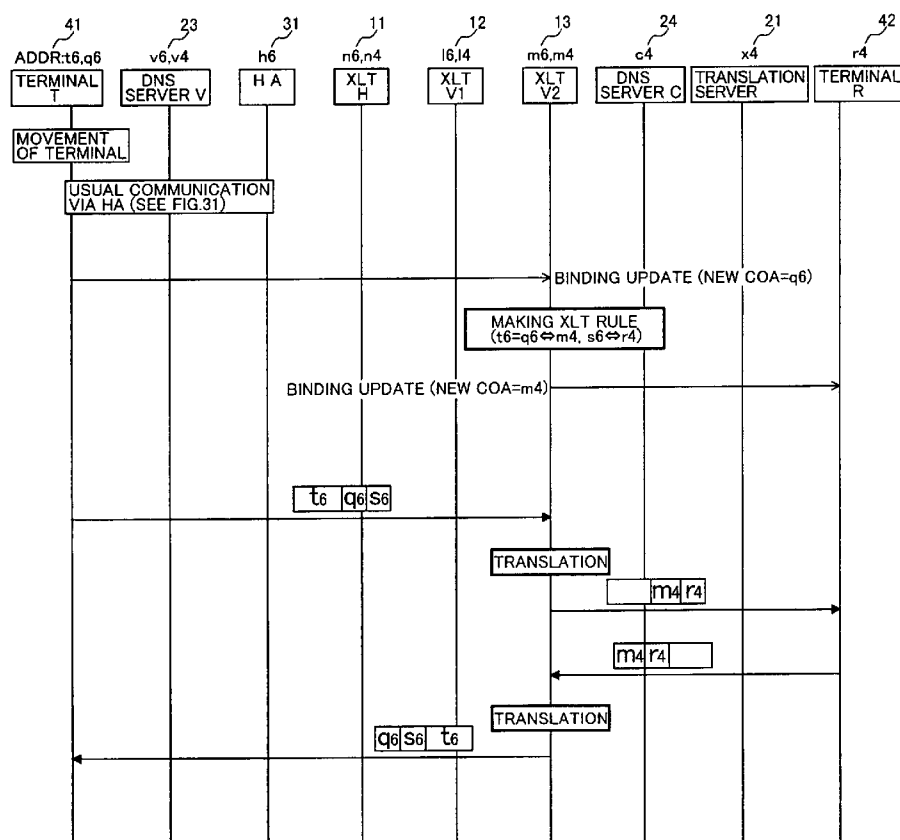 41 23 31 11 12 13 24 21 42
ADDR:t6,q6 v6,v4 h6 n6,n4 l6,l4 m6,m4 c4 x4 r4
TERMINAL T
DNS SERVER V
H A
XLT H
XLT V1
XLT V2
DNS SERVER C
TRANSLATION SERVER
TERMINAL R
MOVEMENT
OF TERMINAL
USUAL COMMUNICATION
VIA HA (SEE FIG.31)
BINDING UPDATE (NEW COA=q6)
MAKING XLT RULE
(t6=q6⇔m4, s6⇔r4)
BINDING UPDATE (NEW COA=m4)
t6 q6 s6
TRANSLATION
m4 r4
m4 r4
TRANSLATION
q6 s6 t6